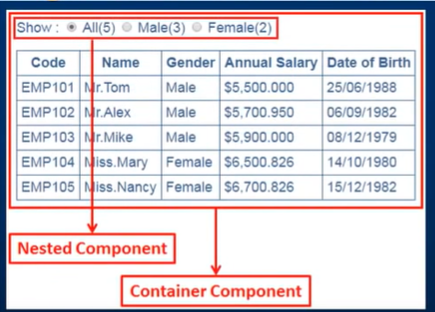 Show : All(5) Male(3) Female(2)
Code Name Gender Annual Salary Date of Birth
EMP101 Mr.Tom Male $5,500.000 25/06/1988
EMP102 Mr.Alex Male $5,700.950 06/09/1982
EMP103 Mr.Mike Male $5,900.000 08/12/1979
EMP104 Miss.Mary Female $6,500.826 14/10/1980
EMP105 Miss.Nancy Female $6,700.826 15/12/1982
Nested Component
Container Component